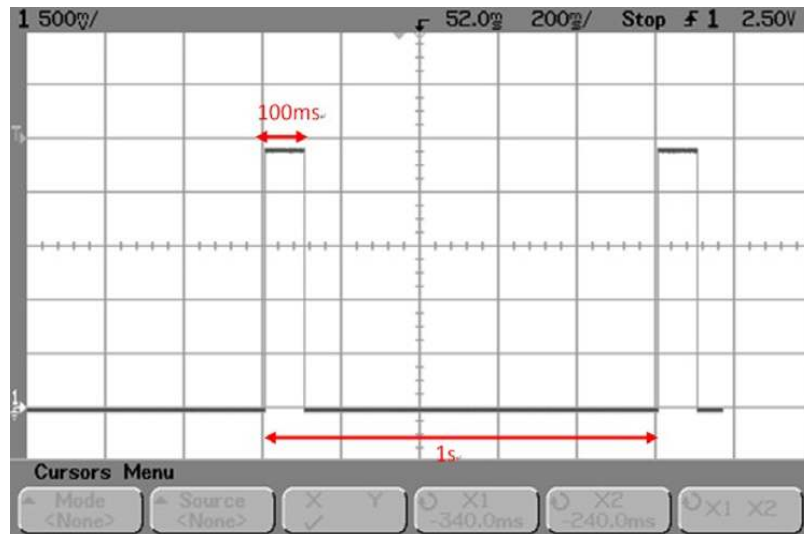 1 500mV/ 52.0ms 200ms/ Stop 1 2.50V
100ms
T
1
1s
Cursors Menu
Mode Source X Y X1 X2 X1 X2
<None> <None> ✓ -340.0ms -240.0ms